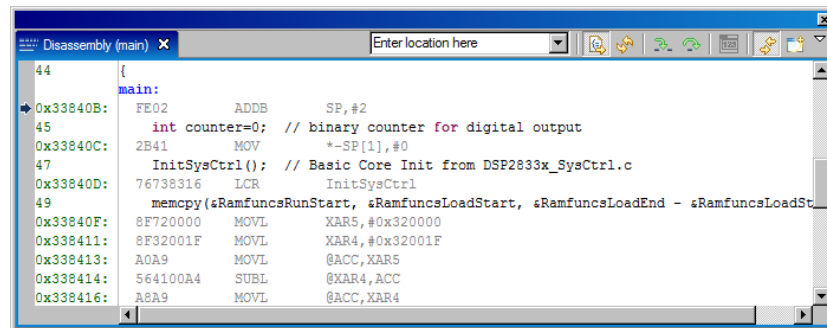 Disassembly (main)
Enter location here
44 {
main:
0x33840B: FE02 ADDB SP,#2
45 int counter=0; // binary counter for digital output
0x33840C: 2B41 MOV *-SP[1],#0
47 InitSysCtrl(); // Basic Core Init from DSP2833x_SysCtrl.c
0x33840D: 76738316 LCR InitSysCtrl
49 memcpy(&RamfuncsRunStart, &RamfuncsLoadStart, &RamfuncsLoadEnd - &RamfuncsLoadSt
0x33840F: 8F720000 MOVL XAR5,#0x320000
0x338411: 8F32001F MOVL XAR4,#0x32001F
0x338413: A0A9 MOVL @ACC,XAR5
0x338414: 564100A4 SUBL @XAR4,ACC
0x338416: A8A9 MOVL @ACC,XAR4